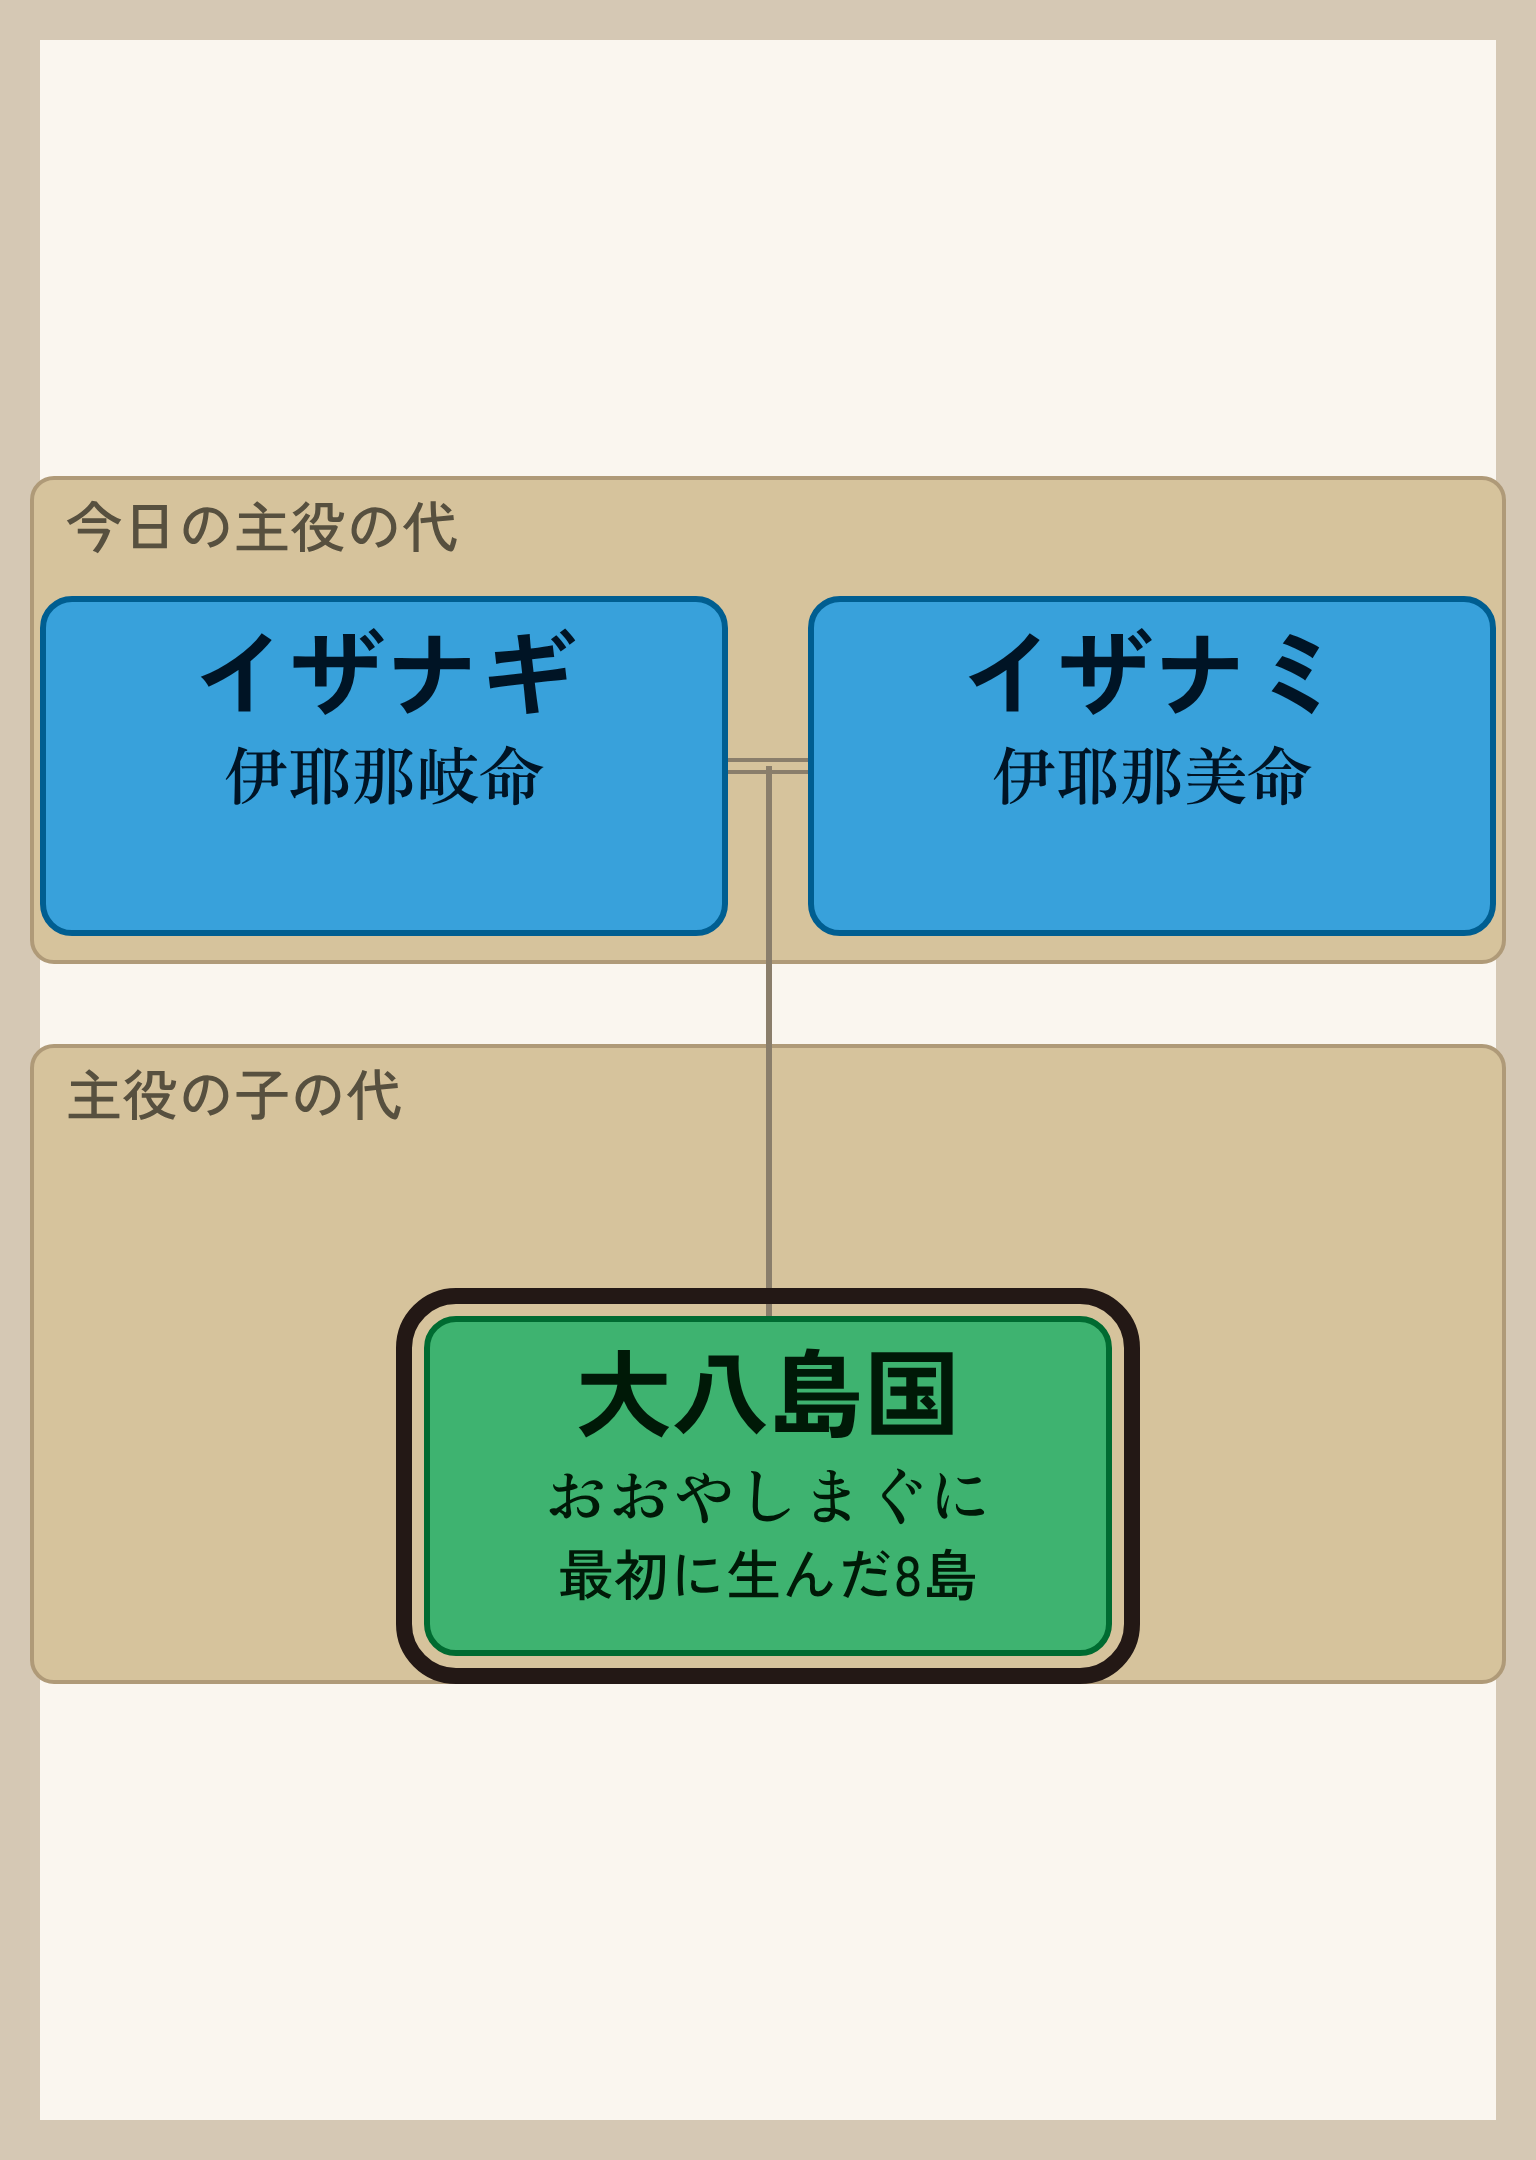 今日の主役の代
イザナギ
伊耶那岐命
イザナミ
伊耶那美命
主役の子の代
大八島国
おおやしまぐに
最初に生んだ8島